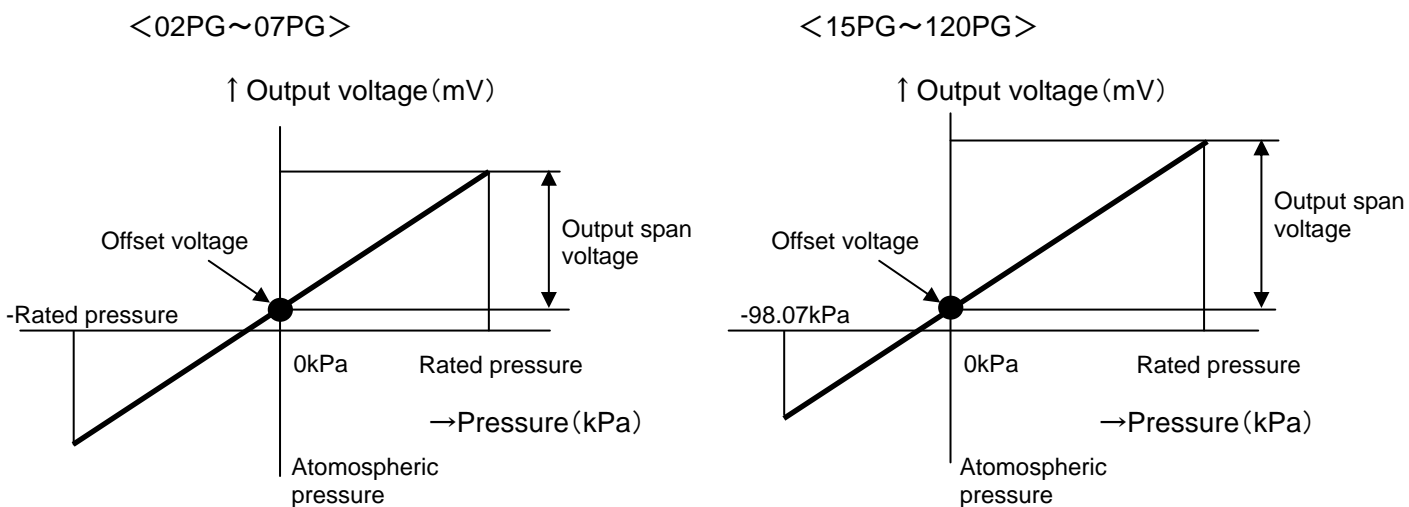 ＜02PG～07PG＞
↑ Output voltage（mV）
Offset voltage
Output span
voltage
-Rated pressure
0kPa
Rated pressure
→Pressure（kPa）
Atomospheric
pressure
＜15PG～120PG＞
↑ Output voltage（mV）
Offset voltage
Output span
voltage
-98.07kPa
0kPa
Rated pressure
→Pressure（kPa）
Atomospheric
pressure